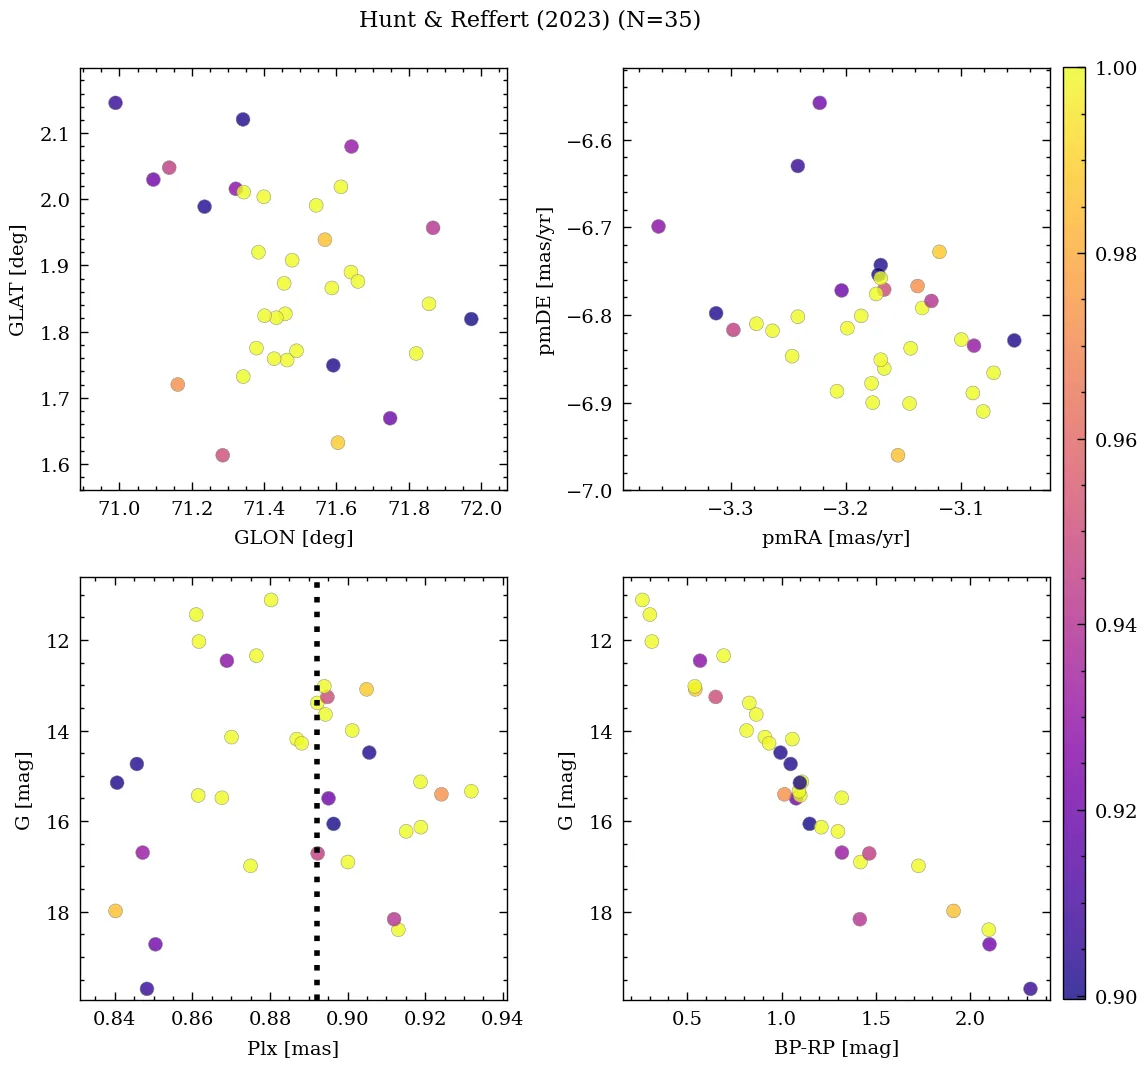 Hunt & Reffert (2023) (N=35)
2.1
2.0
1.9
1.8
1.7
1.6
GLAT [deg]
71.0 71.2 71.4 71.6 71.8 72.0
GLON [deg]
−6.6
−6.7
−6.8
−6.9
−7.0
pmDE [mas/yr]
−3.3 −3.2 −3.1
pmRA [mas/yr]
12
14
16
18
G [mag]
0.84 0.86 0.88 0.90 0.92 0.94
Plx [mas]
12
14
16
18
G [mag]
0.5 1.0 1.5 2.0
BP-RP [mag]
1.00
0.98
0.96
0.94
0.92
0.90